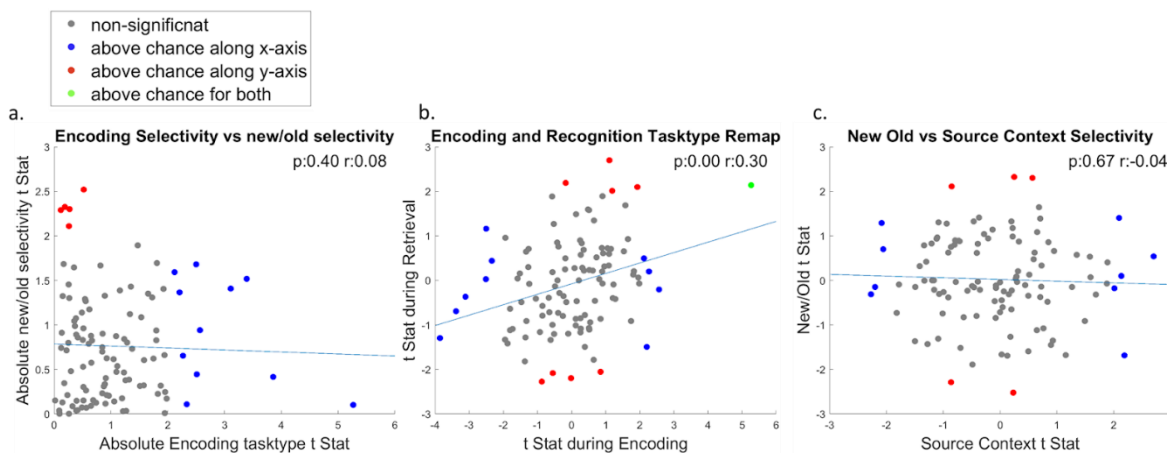 non-significnat
above chance along x-axis
above chance along y-axis
above chance for both
a.
Encoding Selectivity vs new/old selectivity
p:0.40 r:0.08
Absolute new/old selectivity t Stat
3
2.5
2
1.5
1
0.5
0
0 1 2 3 4 5 6
Absolute Encoding tasktype t Stat
b.
Encoding and Recognition Tasktype Remap
p:0.00 r:0.30
t Stat during Retrieval
3
2
1
0
-1
-2
-3
-4 -3 -2 -1 0 1 2 3 4 5 6
t Stat during Encoding
c.
New Old vs Source Context Selectivity
p:0.67 r:-0.04
New/Old t Stat
3
2
1
0
-1
-2
-3
-3 -2 -1 0 1 2 3
Source Context t Stat